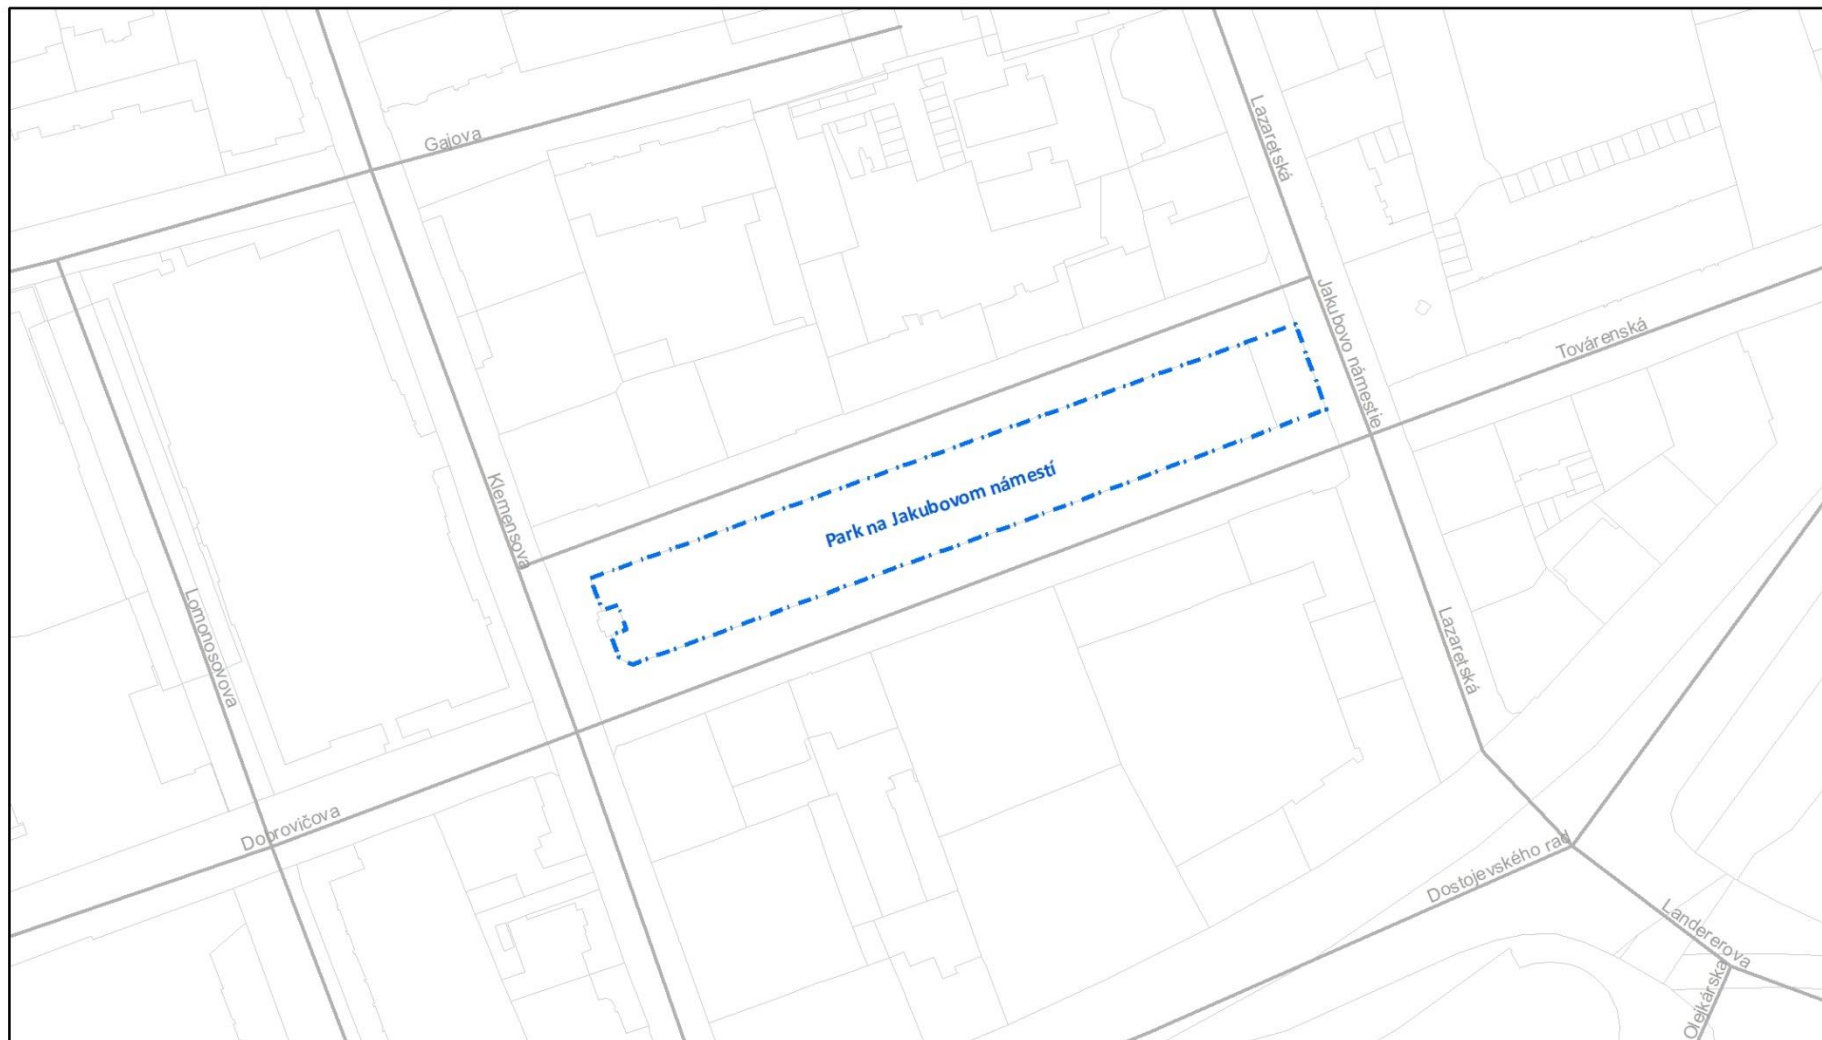 Gajova
Lazaretská
Jakubovo námestie
Továrenská
Klemensova
Park na Jakubovom námestí
Lomonosovova
Lazaretská
Dobrovičova
Dostojevského rad
Landererova
Olejkárska